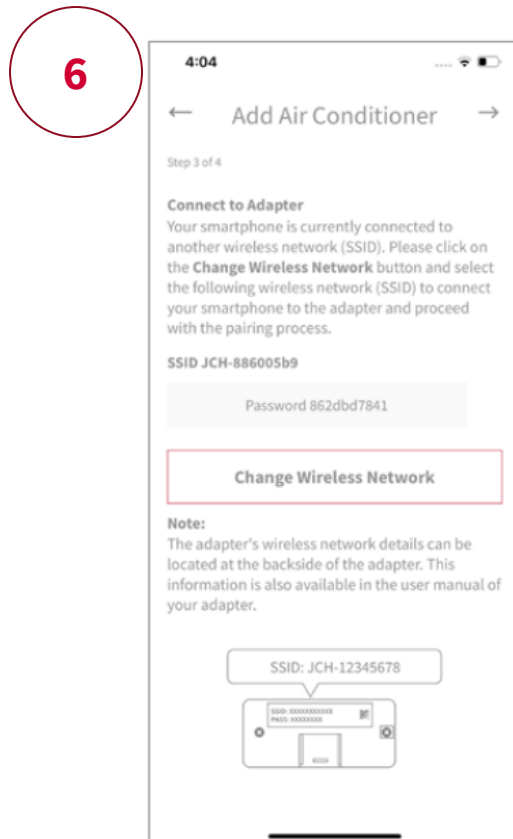 6
4:04
Add Air Conditioner
Step 3 of 4
Connect to Adapter
Your smartphone is currently connected to
another wireless network (SSID). Please click on
the Change Wireless Network button and select
the following wireless network (SSID) to connect
your smartphone to the adapter and proceed
with the pairing process.
SSID JCH-886005b9
Password 862dbd7841
Change Wireless Network
Note:
The adapter's wireless network details can be
located at the backside of the adapter. This
information is also available in the user manual of
your adapter.
SSID: JCH-12345678
SSID: XXXXXXXXXXX
PASS: XXXXXXXX